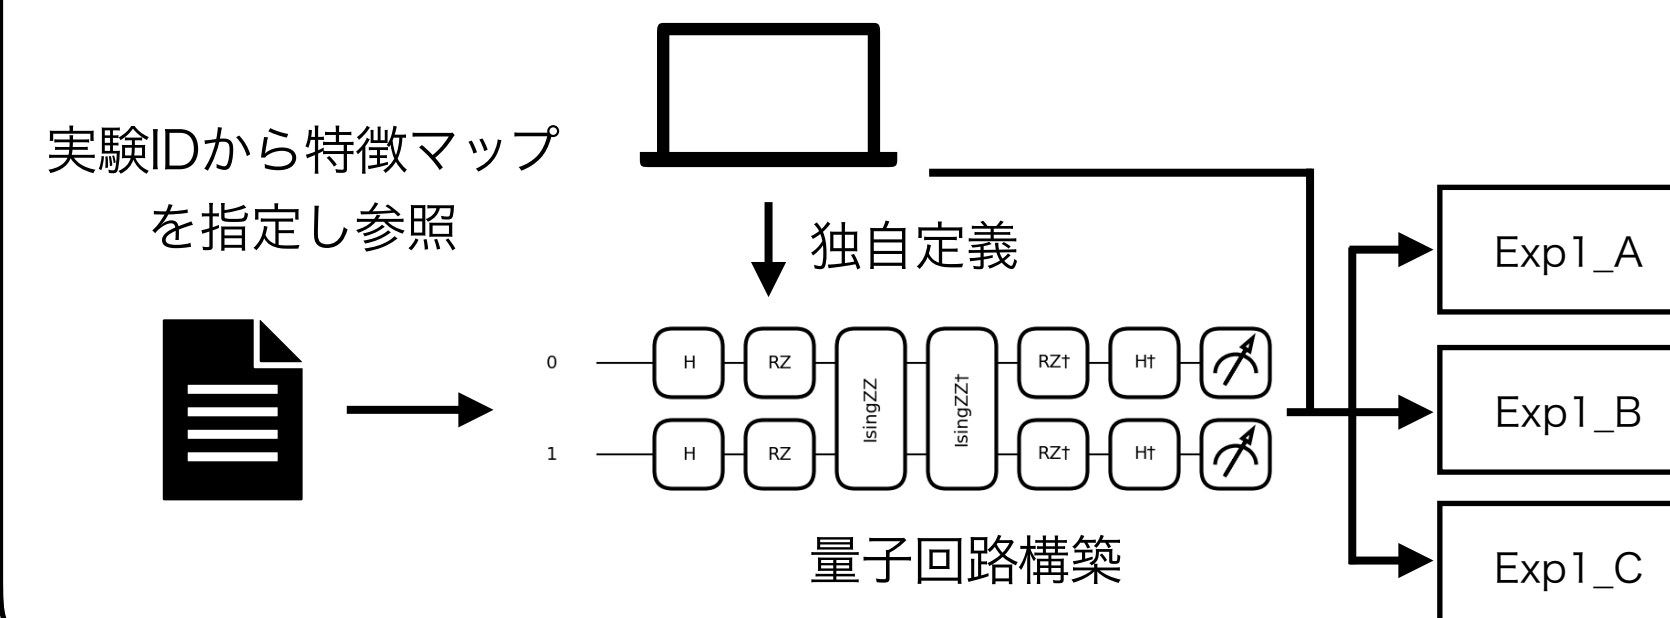 実験IDから特徴マップ
を指定し参照
独自定義
0 H RZ IsingZZ IsingZZ† RZ† H†
1 H RZ RZ† H†
量子回路構築
Exp1_A
Exp1_B
Exp1_C